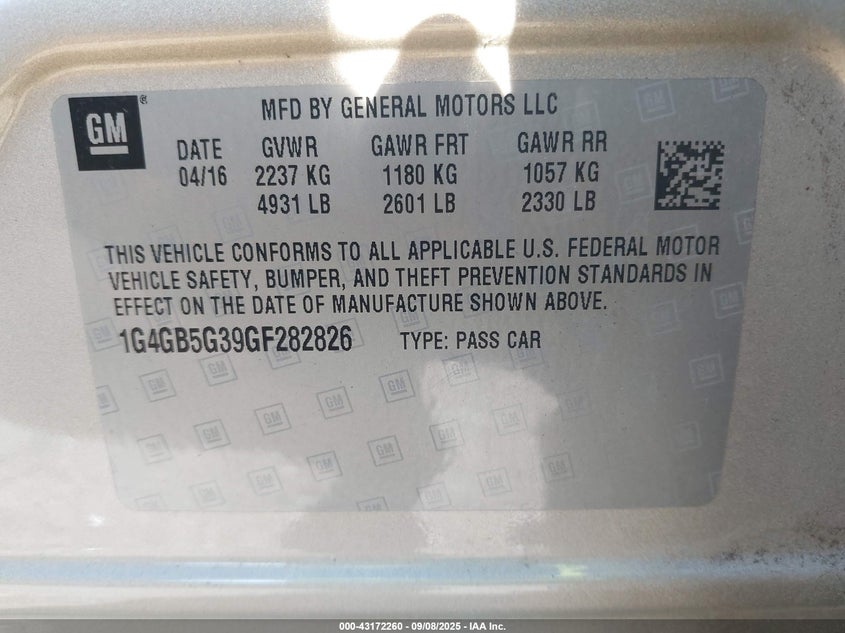 GM®
MFD BY GENERAL MOTORS LLC
DATE GVWR GAWR FRT GAWR RR
04/16 2237 KG 1180 KG 1057 KG
4931 LB 2601 LB 2330 LB
THIS VEHICLE CONFORMS TO ALL APPLICABLE U.S. FEDERAL MOTOR
VEHICLE SAFETY, BUMPER, AND THEFT PREVENTION STANDARDS IN
EFFECT ON THE DATE OF MANUFACTURE SHOWN ABOVE.
1G4GB5G39GF282826 TYPE: PASS CAR
000-43172260 - 09/08/2025 - IAA Inc.